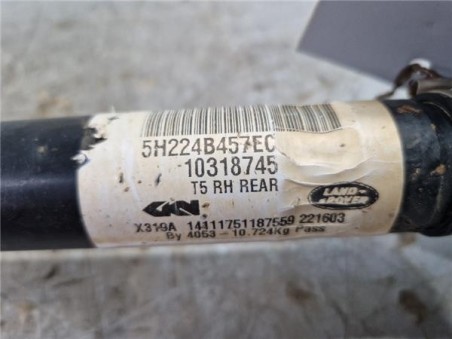 5H224B457EC
10318745
T5 RH REAR
GKN
LAND-
ROVER
X319A 14111751187559 221603
By 4053-10.724Kg Pass